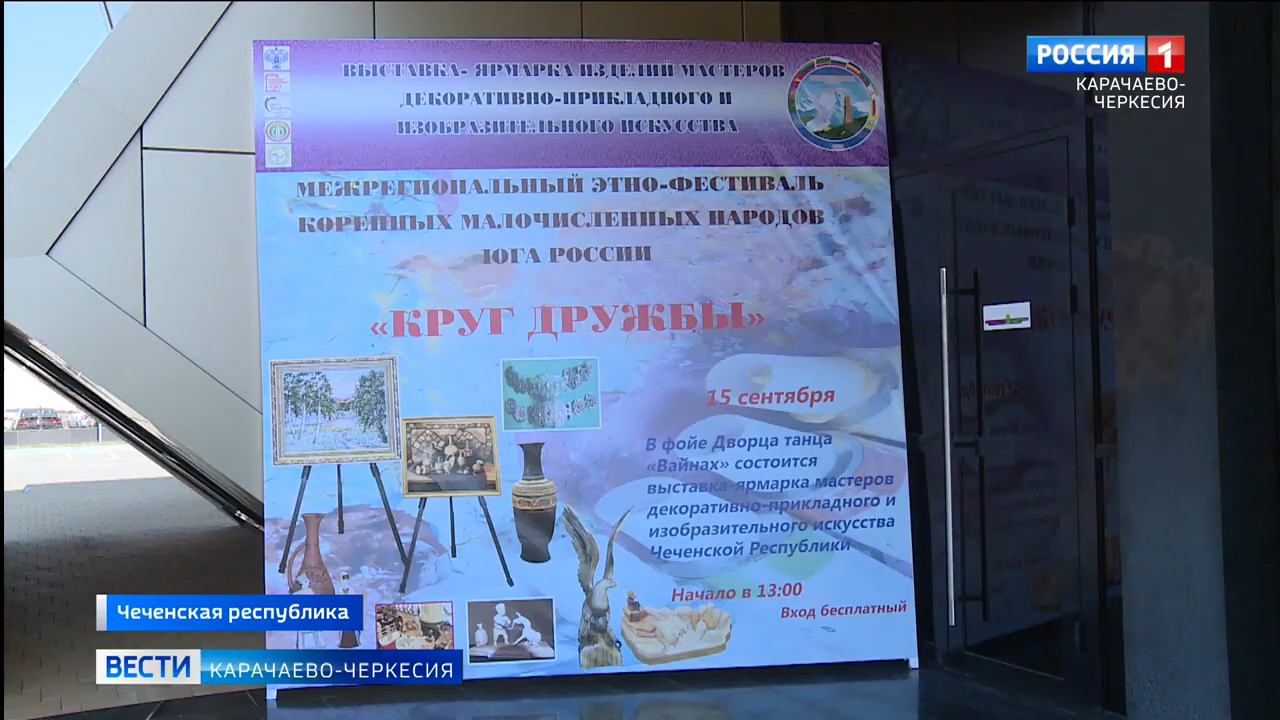 РОССИЯ 1
КАРАЧАЕВО-
ЧЕРКЕСИЯ
ВЫСТАВКА- ЯРМАРКА ИЗДЕЛИЙ МАСТЕРОВ
ДЕКОРАТИВНО-ПРИКЛАДНОГО И
ИЗОБРАЗИТЕЛЬНОГО ИСКУССТВА
МЕЖРЕГИОНАЛЬНЫЙ ЭТНО-ФЕСТИВАЛЬ
КОРЕННЫХ МАЛОЧИСЛЕННЫХ НАРОДОВ
ЮГА РОССИИ
«КРУГ ДРУЖБЫ»
15 сентября
В фойе Дворца танца
«Вайнах» состоится
выставка-ярмарка мастеров
декоративно-прикладного и
изобразительного искусства
Чеченской Республики
Начало в 13:00
Вход бесплатный
Чеченская республика
ВЕСТИ КАРАЧАЕВО-ЧЕРКЕСИЯ